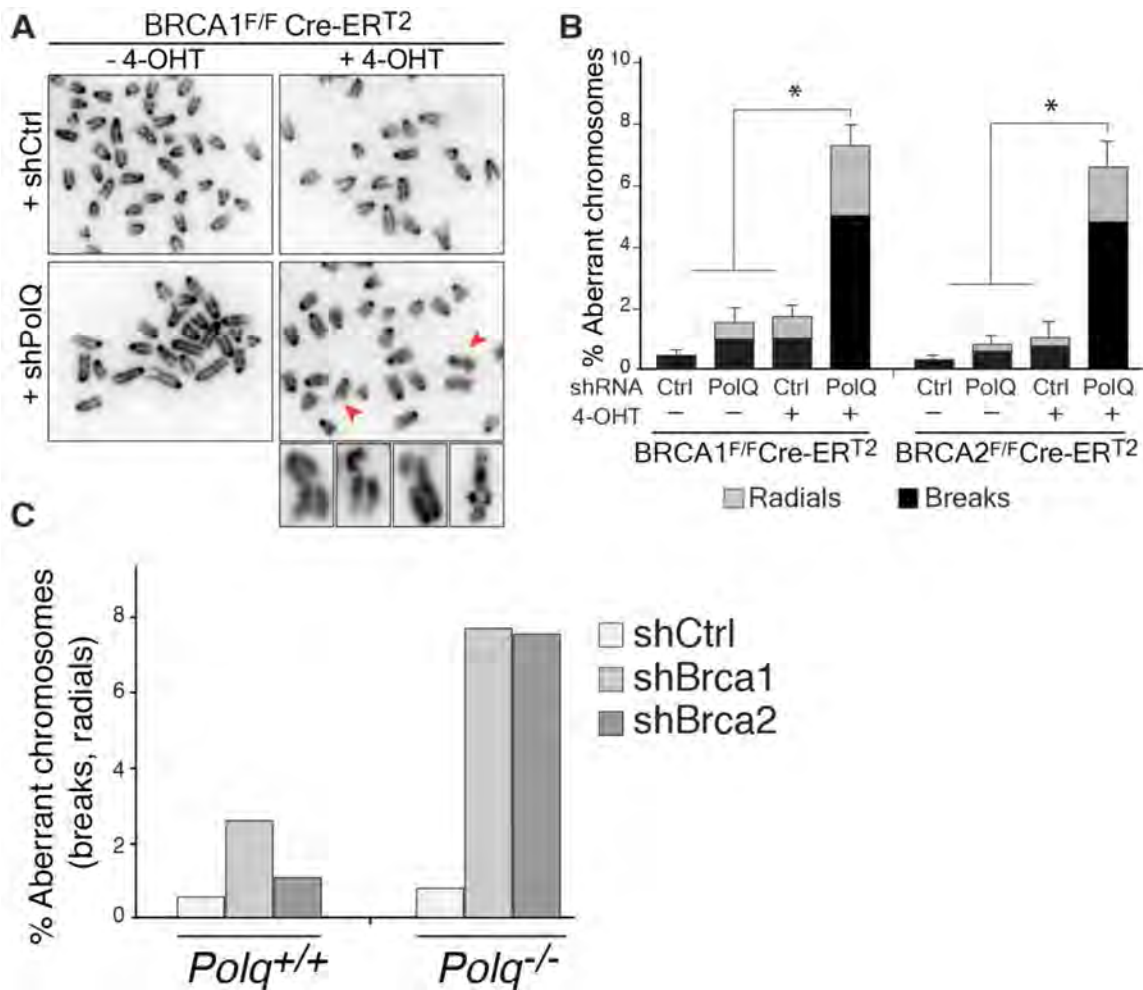 A
BRCA1F/F Cre-ERT2
- 4-OHT
+ 4-OHT
+ shCtrl
+ shPolQ
B
% Aberrant chromosomes
10
8
6
4
2
0
*
*
shRNA Ctrl PolQ Ctrl PolQ Ctrl PolQ Ctrl PolQ
4-OHT – – + + – – + +
BRCA1F/FCre-ERT2
BRCA2F/FCre-ERT2
Radials
Breaks
C
% Aberrant chromosomes
(breaks, radials)
8
6
4
2
0
shCtrl
shBrca1
shBrca2
Polq+/+
Polq-/-